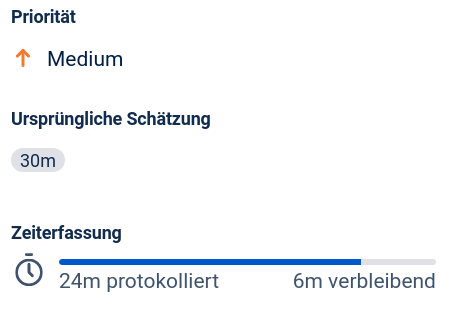 Priorität
Medium
Ursprüngliche Schätzung
30m
Zeiterfassung
24m protokolliert 6m verbleibend